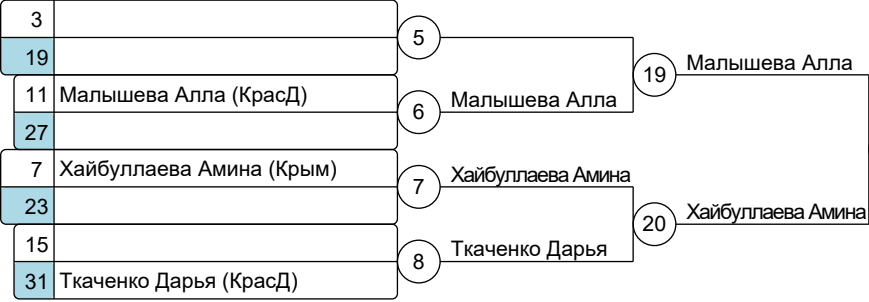 3
19
5
11 Малышева Алла (КрасД)
27
6
Малышева Алла
19
Малышева Алла
7 Хайбуллаева Амина (Крым)
23
7
Хайбуллаева Амина
15
31 Ткаченко Дарья (КрасД)
8
Ткаченко Дарья
20
Хайбуллаева Амина